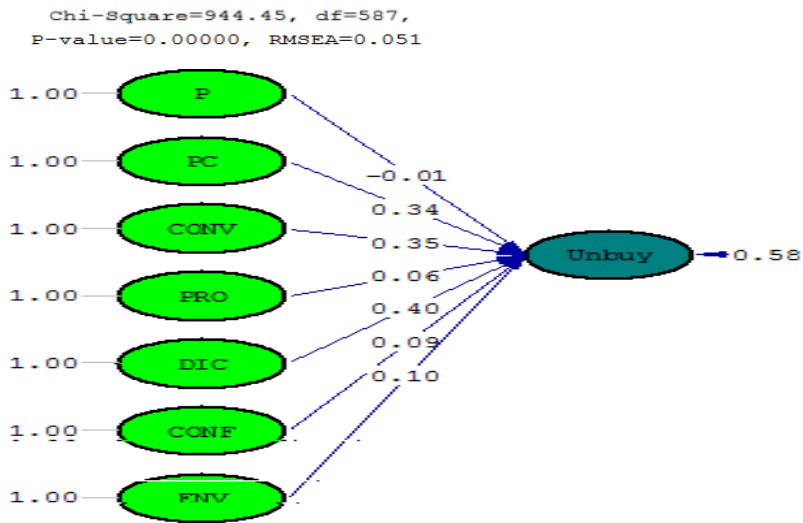 Chi-Square=944.45, df=587,
P-value=0.00000, RMSEA=0.051
1.00 P
-0.01
1.00 PC
0.34
1.00 CONV
0.35
Unbuy 0.58
1.00 PRO
0.06
1.00 DIC
0.40
1.00 CONF
0.09
1.00 ENV
0.10